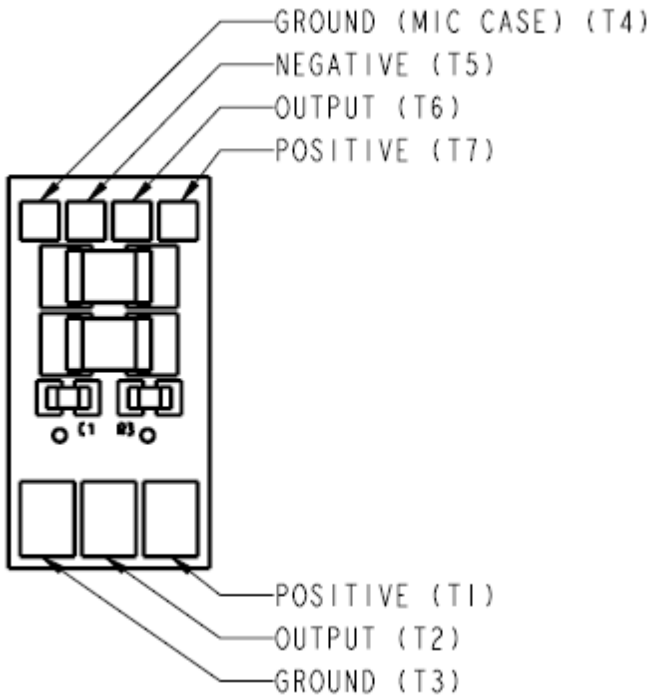 GROUND (MIC CASE) (T4)
NEGATIVE (T5)
OUTPUT (T6)
POSITIVE (T7)
C1 R3
POSITIVE (T1)
OUTPUT (T2)
GROUND (T3)